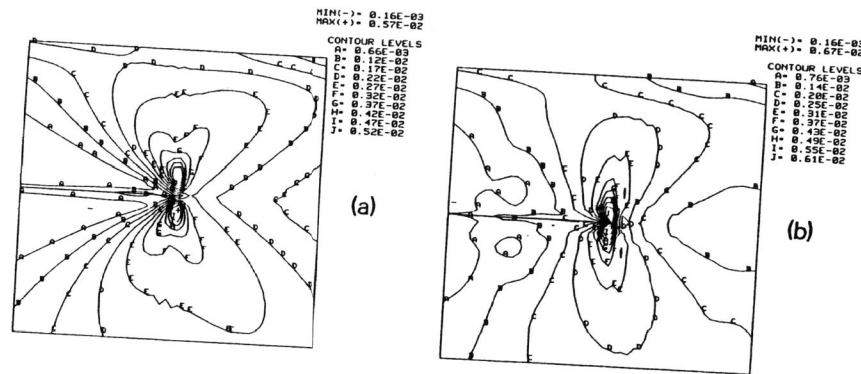 MIN(-)= 0.16E-03
MAX(+)= 0.57E-02
CONTOUR LEVELS
A= 0.66E-03
B= 0.12E-02
C= 0.17E-02
D= 0.22E-02
E= 0.27E-02
F= 0.32E-02
G= 0.37E-02
H= 0.42E-02
I= 0.47E-02
J= 0.52E-02
(a)
MIN(-)= 0.16E-03
MAX(+)= 0.67E-02
CONTOUR LEVELS
A= 0.76E-03
B= 0.14E-02
C= 0.20E-02
D= 0.25E-02
E= 0.31E-02
F= 0.37E-02
G= 0.43E-02
H= 0.49E-02
I= 0.55E-02
J= 0.61E-02
(b)